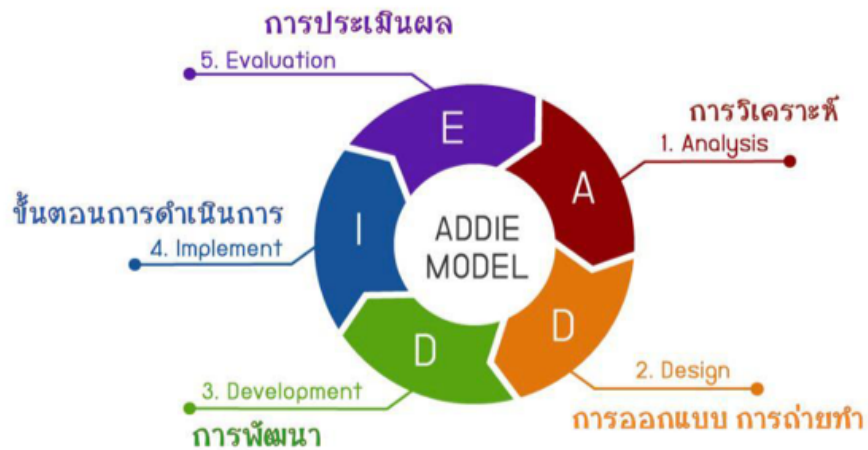 การประเมินผล
5. Evaluation
E
การวิเคราะห์
1. Analysis
A
ขั้นตอนการดำเนินการ
4. Implement
I
ADDIE
MODEL
D
2. Design
การออกแบบ การถ่ายทำ
D
3. Development
การพัฒนา